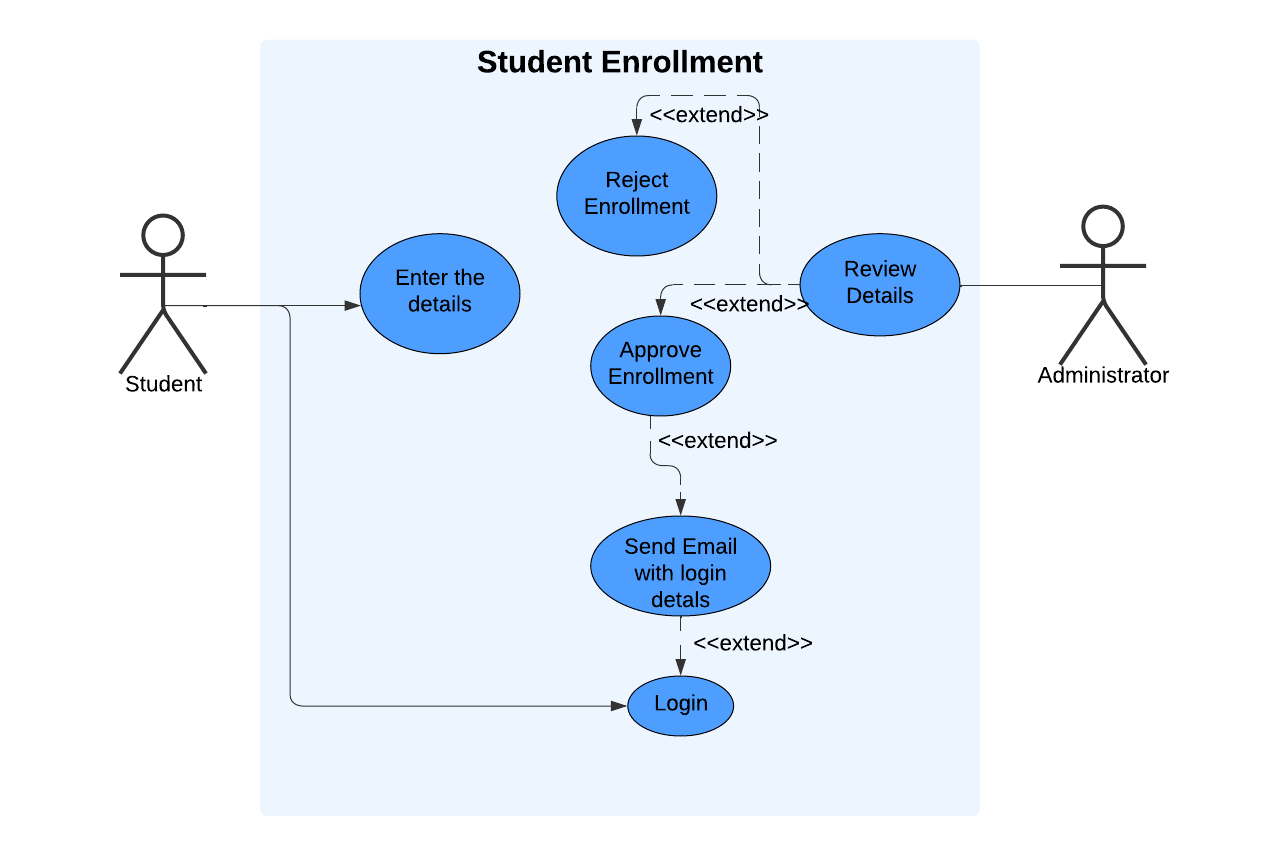 Student Enrollment
<<extend>>
Reject
Enrollment
Enter the
details
Review
Details
<<extend>>
Approve
Enrollment
Student
Administrator
<<extend>>
Send Email
with login
detals
<<extend>>
Login